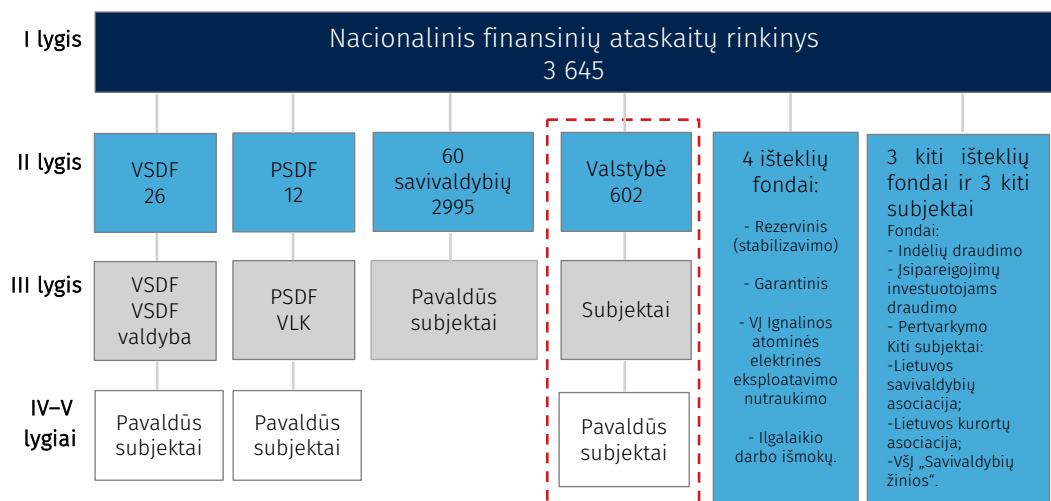 I lygis
Nacionalinis finansinių ataskaitų rinkinys
3 645
II lygis
VSDF
26
PSDF
12
60
savivaldybių
2995
Valstybė
602
4 išteklių
fondai:
- Rezervinis
(stabilizavimo)
- Garantinis
- VĮ Ignalinos
atominės
elektrinės
eksploatavimo
nutraukimo
- Ilgalaikio
darbo išmokų.
3 kiti išteklių
fondai ir 3 kiti
subjektai
Fondai:
- Indėlių draudimo
- Įsipareigojimų
investuotojams
draudimo
- Pertvarkymo
Kiti subjektai:
-Lietuvos
savivaldybių
asociacija;
-Lietuvos kurortų
asociacija;
-VšĮ „Savivaldybių
žinios“.
III lygis
VSDF
VSDF
valdyba
PSDF
VLK
Pavaldūs
subjektai
Subjektai
IV–V
lygiai
Pavaldūs
subjektai
Pavaldūs
subjektai
Pavaldūs
subjektai